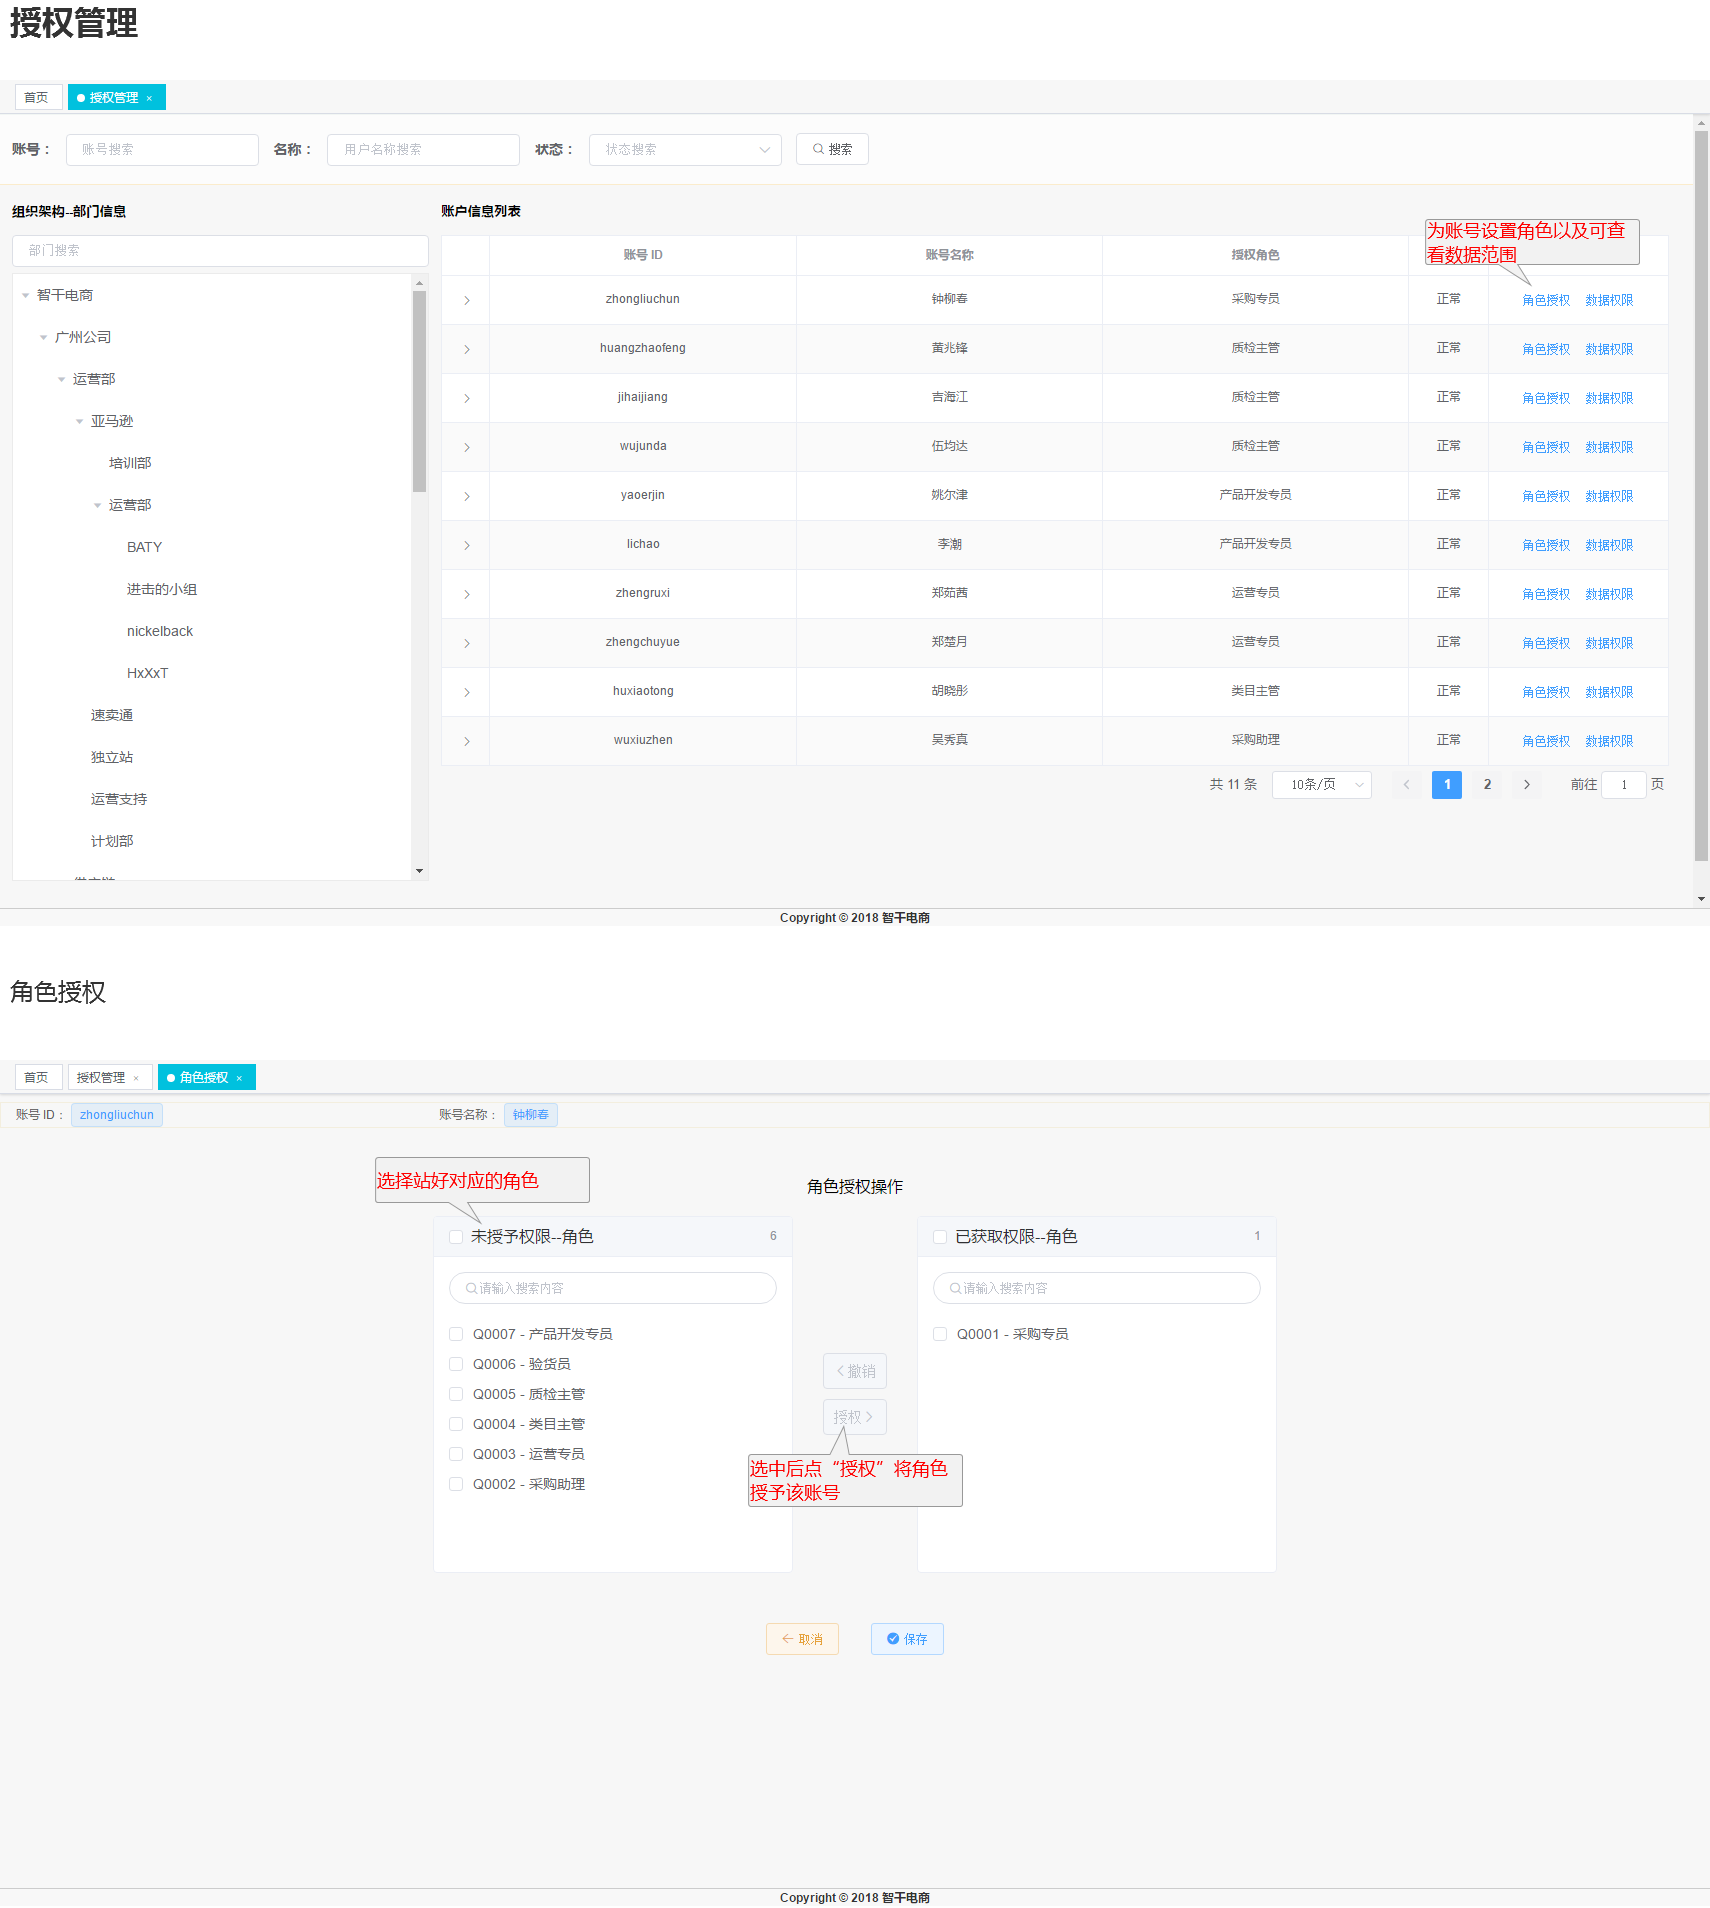 授权管理
首页 授权管理 ×
账号： 账号搜索 名称： 用户名称搜索 状态： 状态搜索 搜索
组织架构--部门信息
部门搜索
智干电商
广州公司
运营部
亚马逊
培训部
运营部
BATY
进击的小组
nickelback
HxXxT
速卖通
独立站
运营支持
计划部
账户信息列表
为账号设置角色以及可查
看数据范围
账号 ID 账号名称 授权角色
zhongliuchun 钟柳春 采购专员 正常 角色授权 数据权限
huangzhaofeng 黄兆锋 质检主管 正常 角色授权 数据权限
jihaijiang 吉海江 质检主管 正常 角色授权 数据权限
wujunda 伍均达 质检主管 正常 角色授权 数据权限
yaoerjin 姚尔津 产品开发专员 正常 角色授权 数据权限
lichao 李潮 产品开发专员 正常 角色授权 数据权限
zhengruxi 郑茹茜 运营专员 正常 角色授权 数据权限
zhengchuyue 郑楚月 运营专员 正常 角色授权 数据权限
huxiaotong 胡晓彤 类目主管 正常 角色授权 数据权限
wuxiuzhen 吴秀真 采购助理 正常 角色授权 数据权限
共 11 条 10条/页 1 2 前往 1 页
Copyright © 2018 智干电商
角色授权
首页 授权管理 × 角色授权 ×
账号 ID： zhongliuchun 账号名称： 钟柳春
选择站好对应的角色
角色授权操作
未授予权限--角色 6
请输入搜索内容
Q0007 - 产品开发专员
Q0006 - 验货员
Q0005 - 质检主管
Q0004 - 类目主管
Q0003 - 运营专员
Q0002 - 采购助理
撤销
授权
选中后点“授权”将角色
授予该账号
已获取权限--角色 1
请输入搜索内容
Q0001 - 采购专员
取消 保存
Copyright © 2018 智干电商